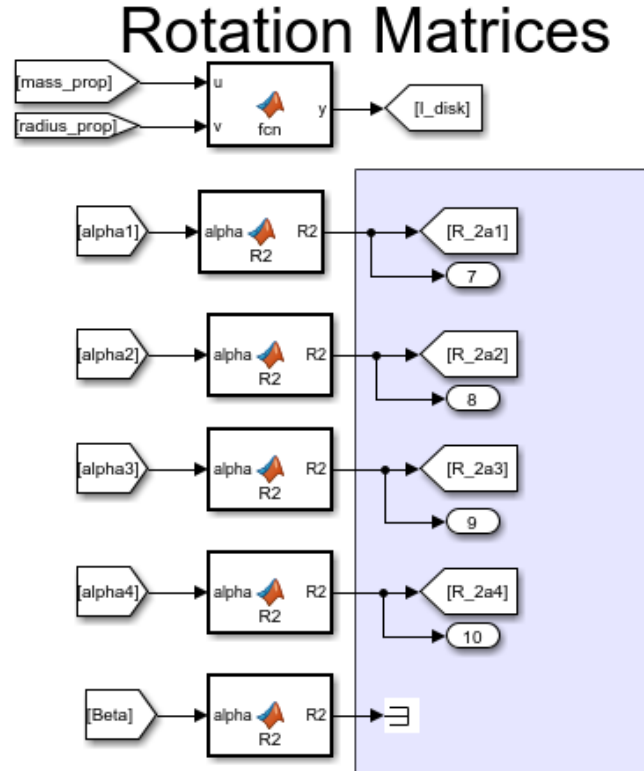 Rotation Matrices
[mass_prop]
u
[radius_prop]
v
fcn
y
[I_disk]
[alpha1]
alpha
R2
R2
[R_2a1]
7
[alpha2]
alpha
R2
R2
[R_2a2]
8
[alpha3]
alpha
R2
R2
[R_2a3]
9
[alpha4]
alpha
R2
R2
[R_2a4]
10
[Beta]
alpha
R2
R2